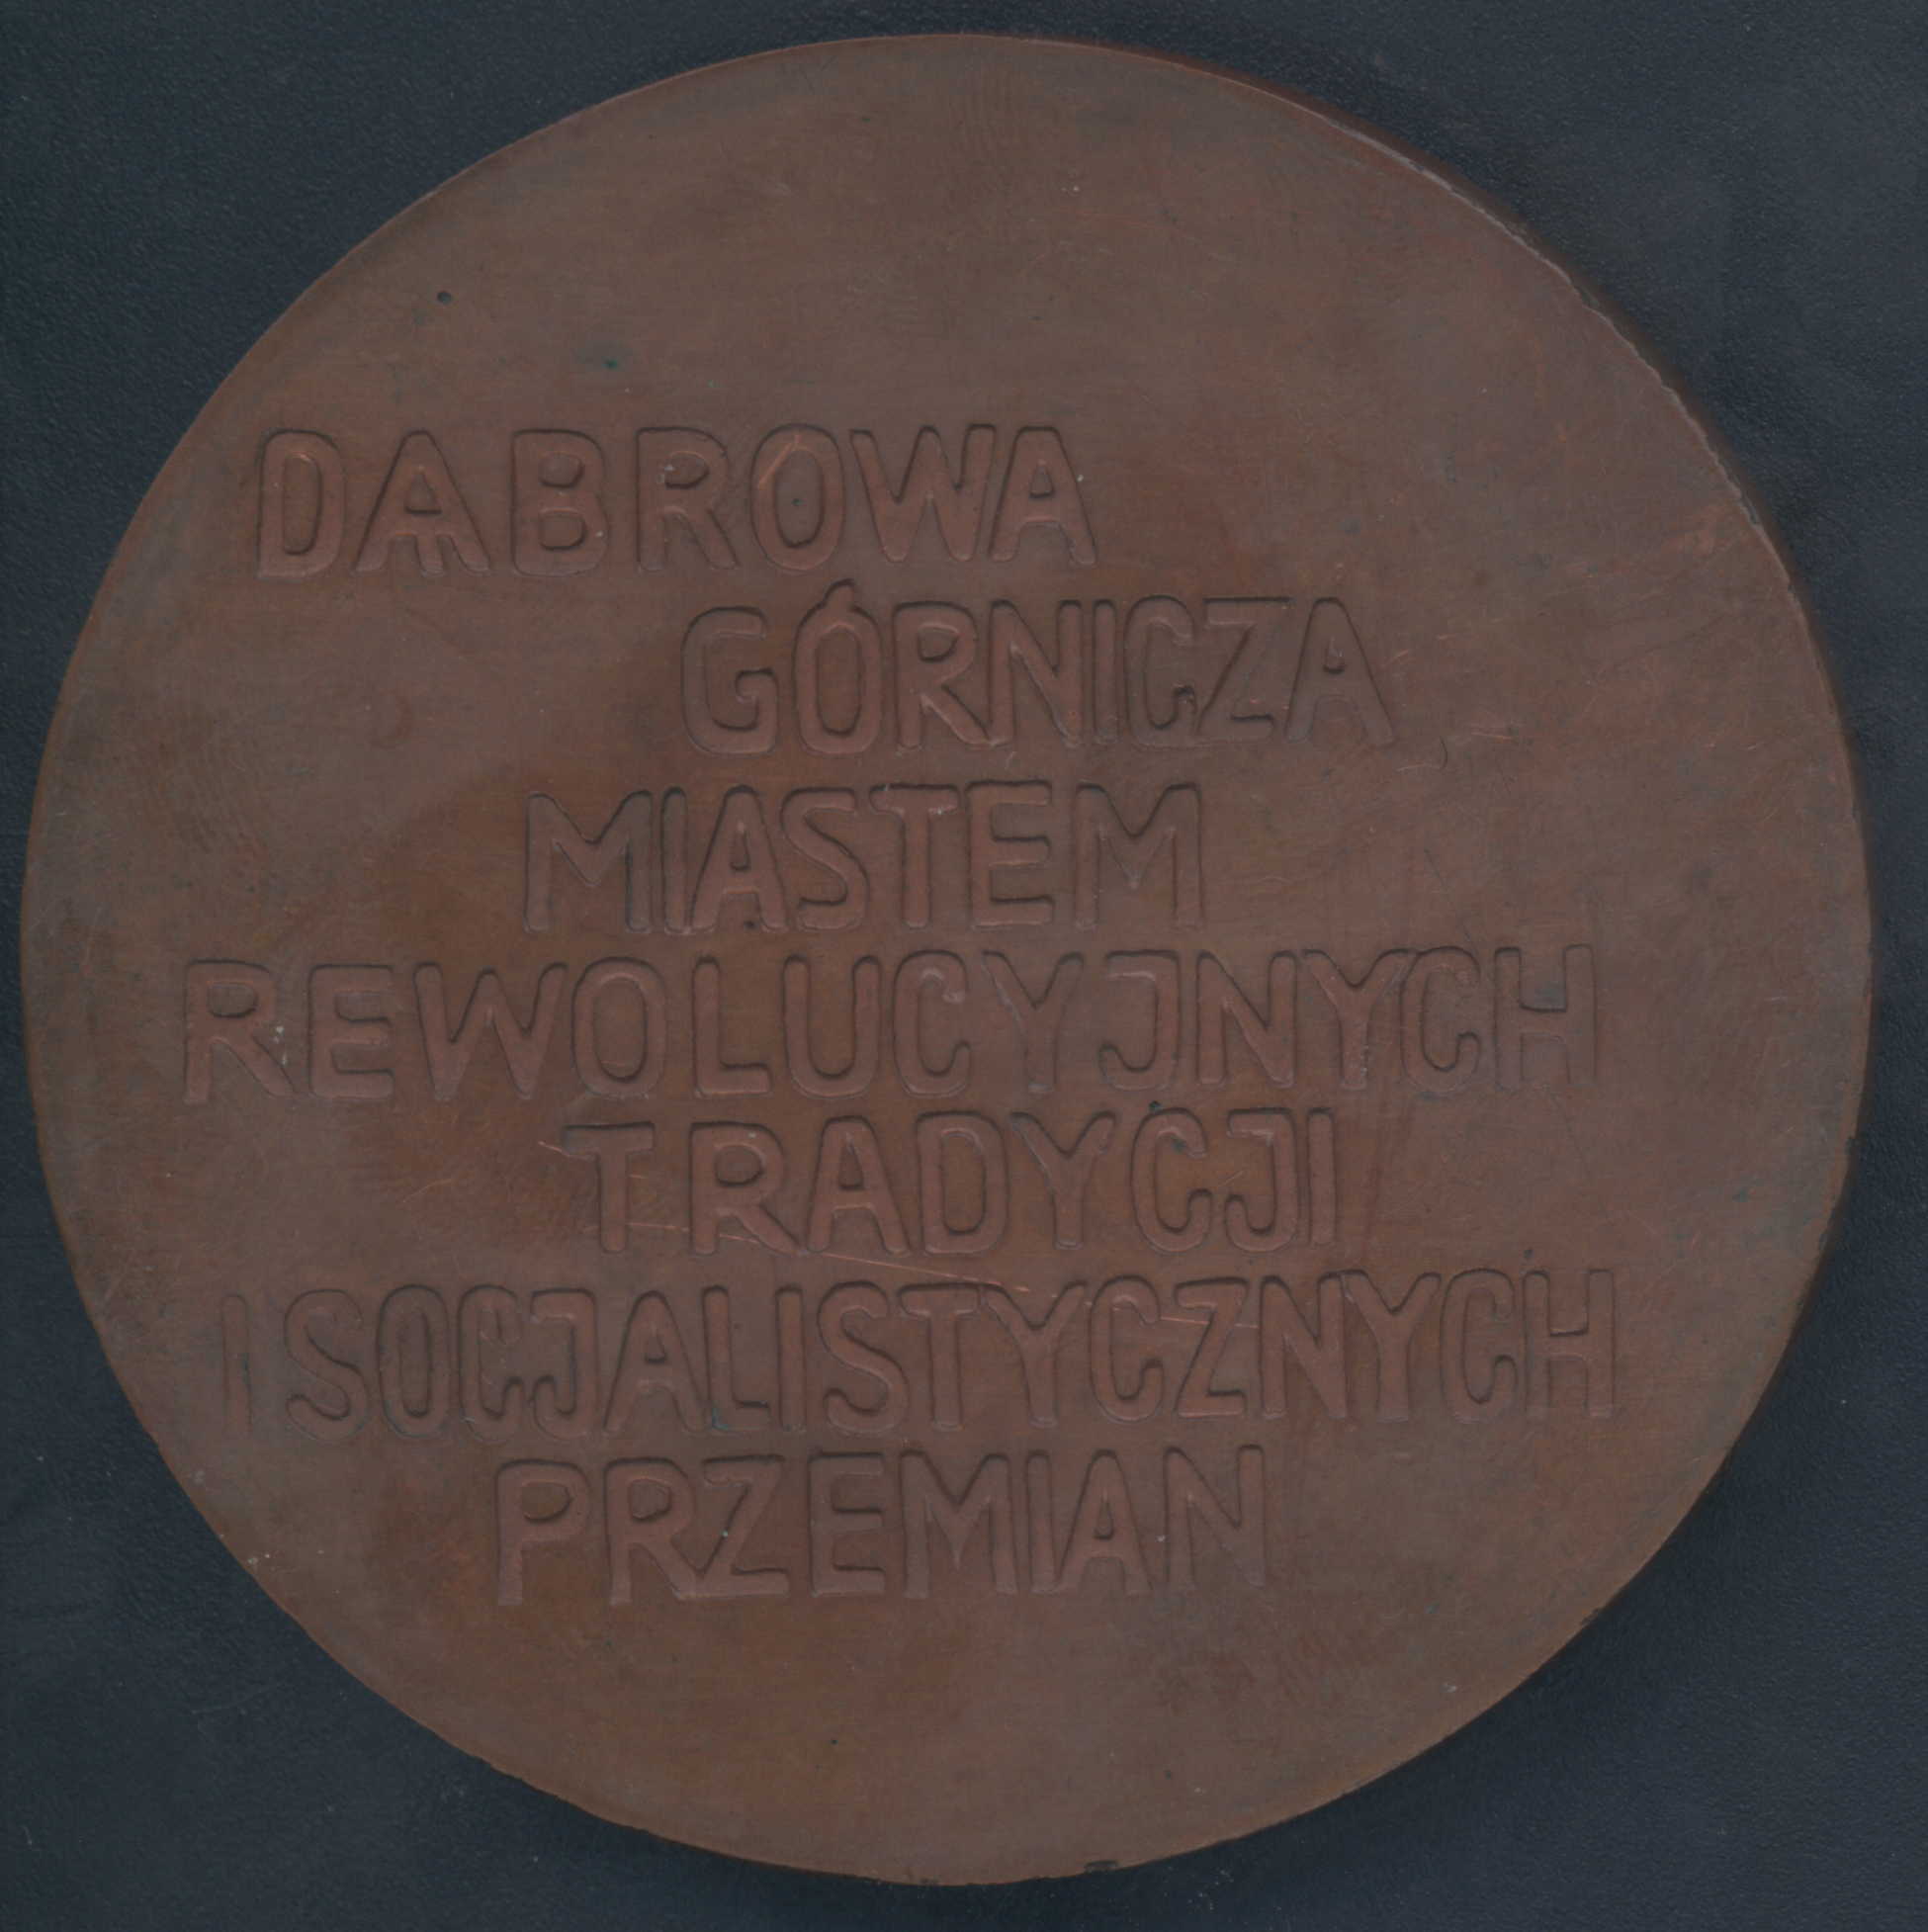 DĄBROWA
GÓRNICZA
MIASTEM
REWOLUCYJNYCH
TRADYCJI
I SOCJALISTYCZNYCH
PRZEMIAN